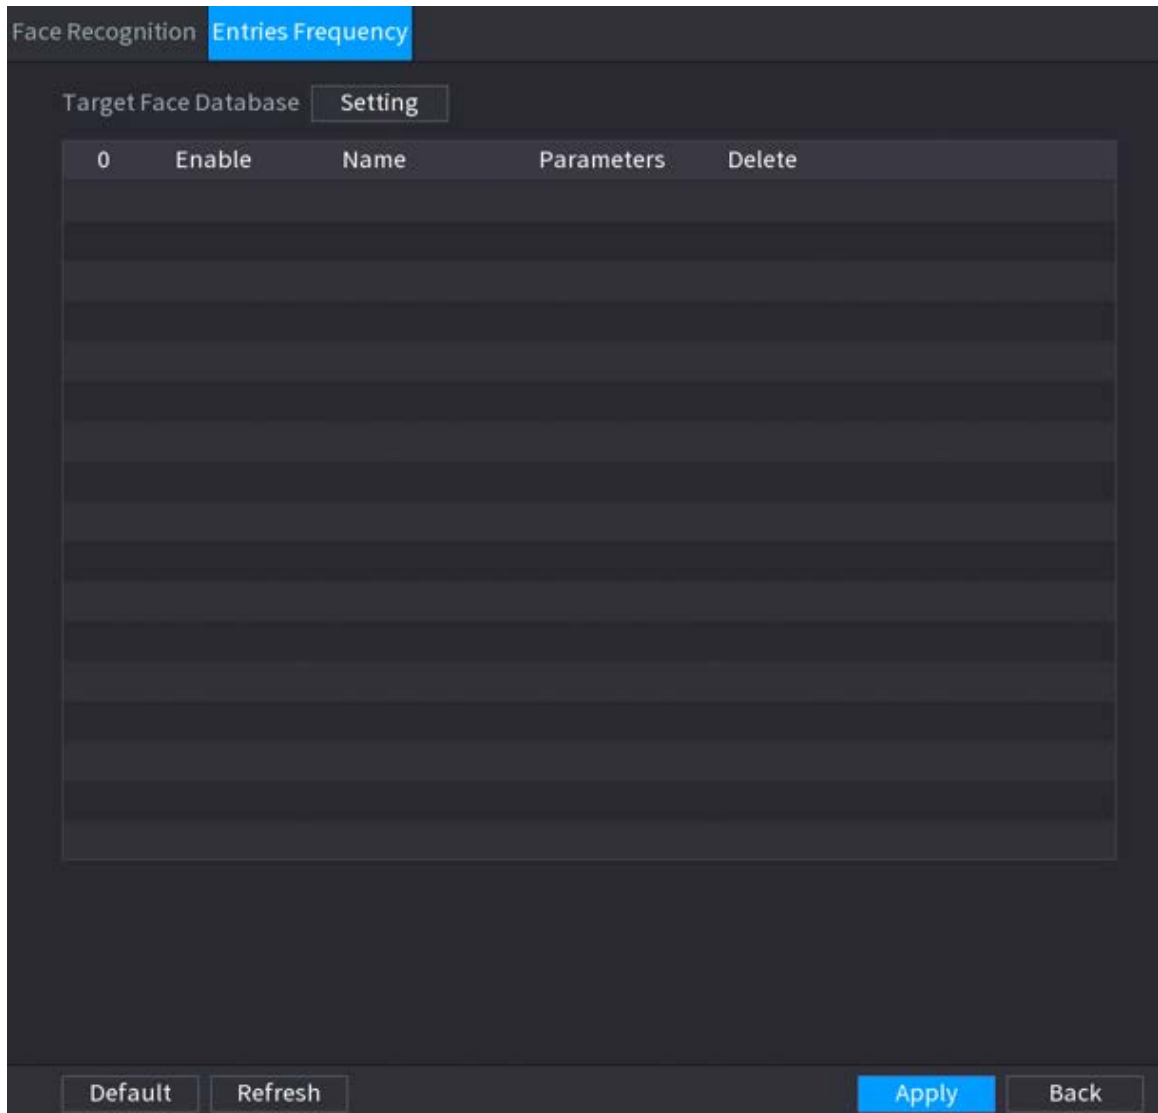 Face Recognition Entries Frequency
Target Face Database Setting
0 Enable Name Parameters Delete
Default Refresh Apply Back